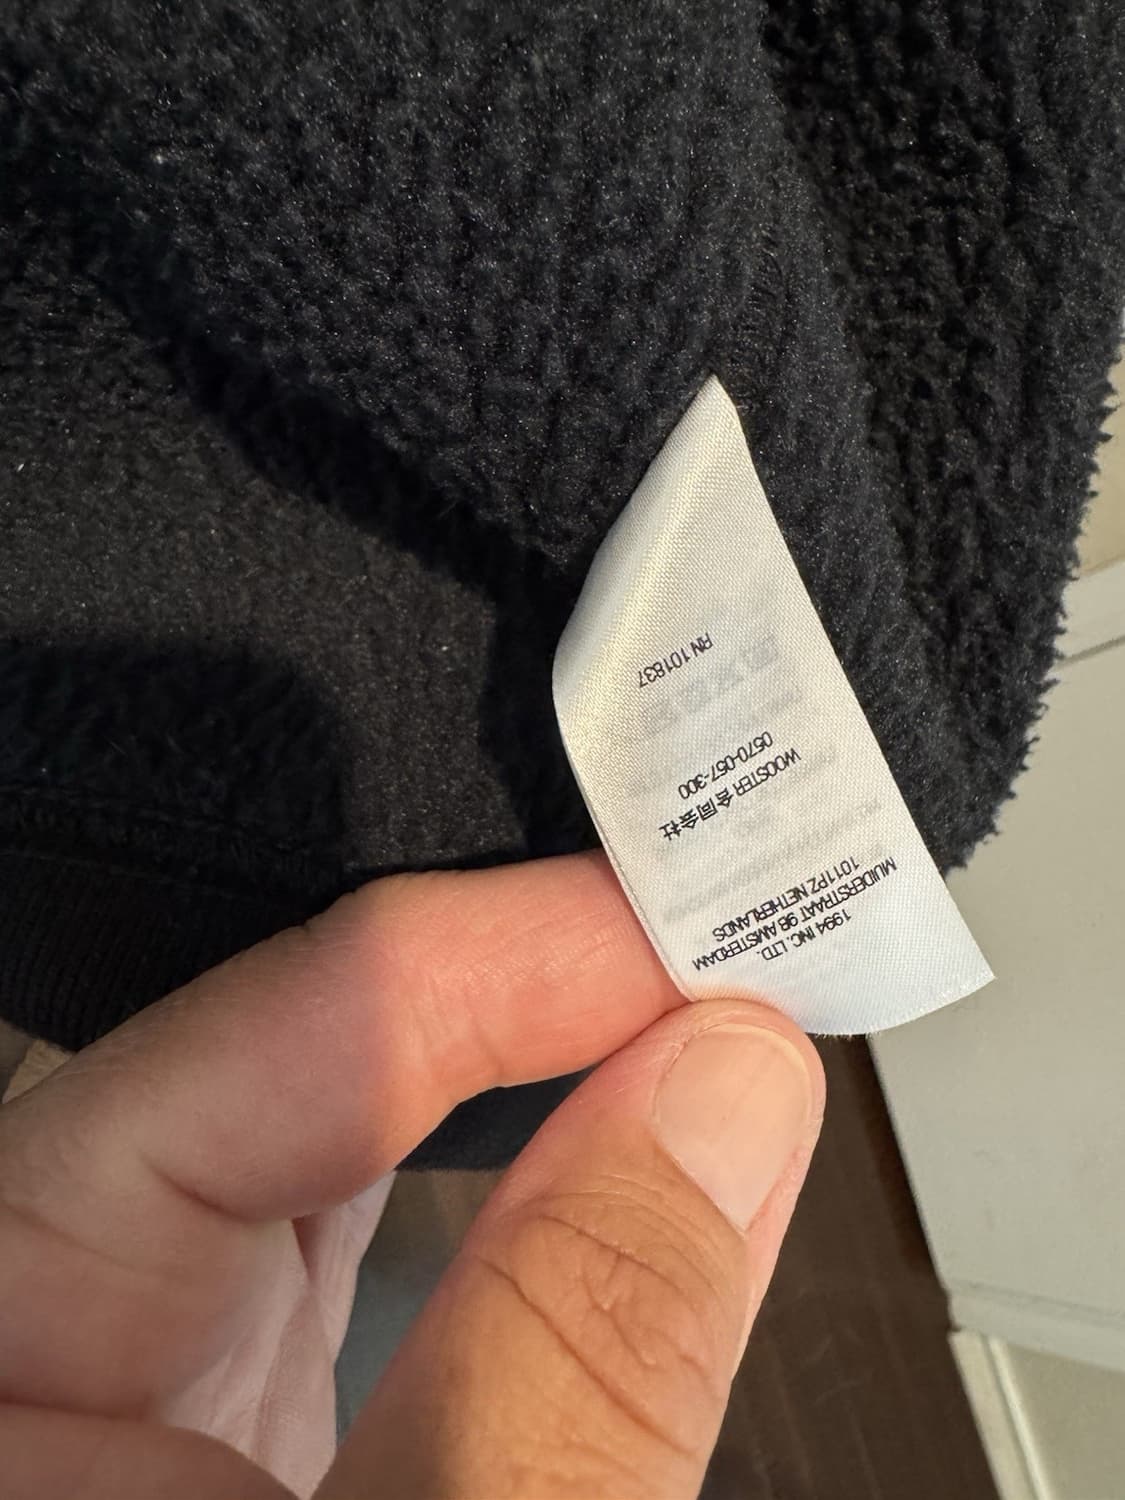 1994 INC. LTD.
MUIDERSTRAAT 98 AMSTERDAM
1011PZ NETHERLANDS
WOOSTER 合同会社
0570-057-300
RN 101837